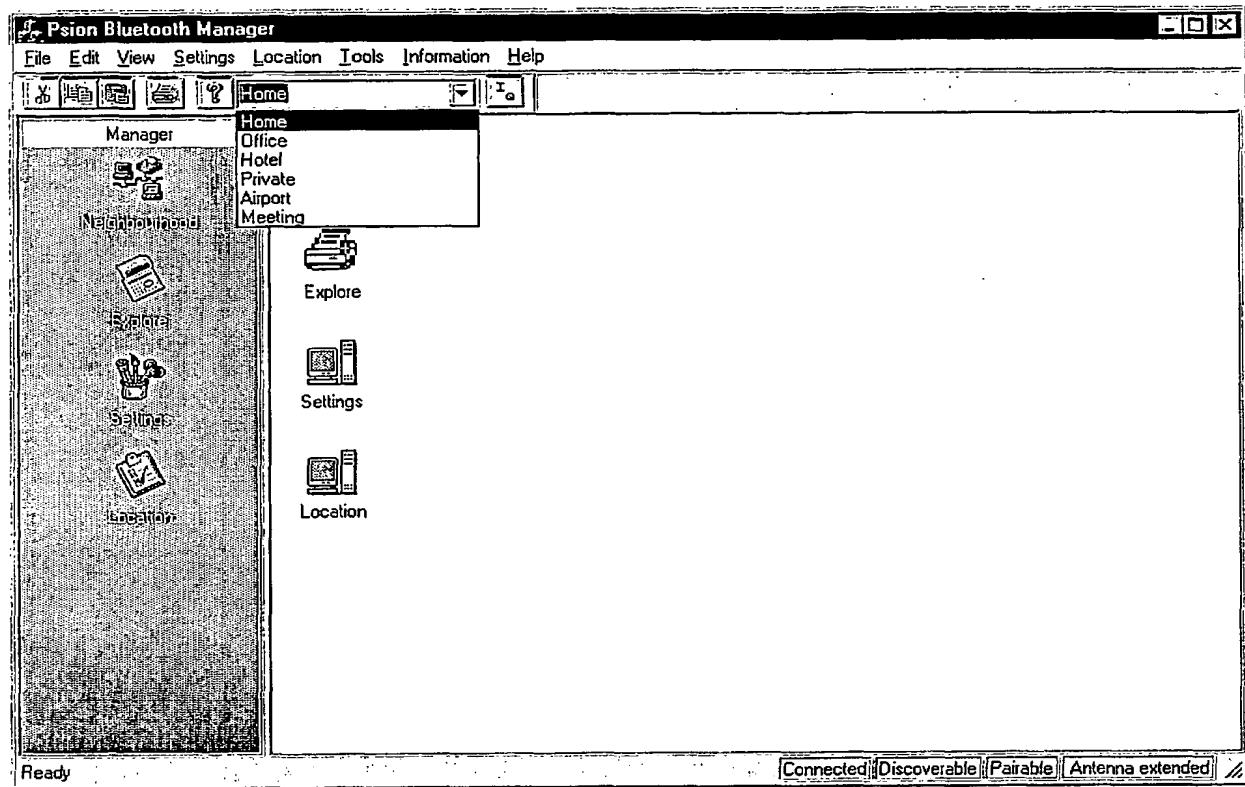 Psion Bluetooth Manager
File Edit View Settings Location Tools Information Help
Home
Manager
Home
Office
Hotel
Private
Airport
Meeting
Neighbourhood
Explore
Settings
Location
Explore
Settings
Location
Ready Connected Discoverable Pairable Antenna extended